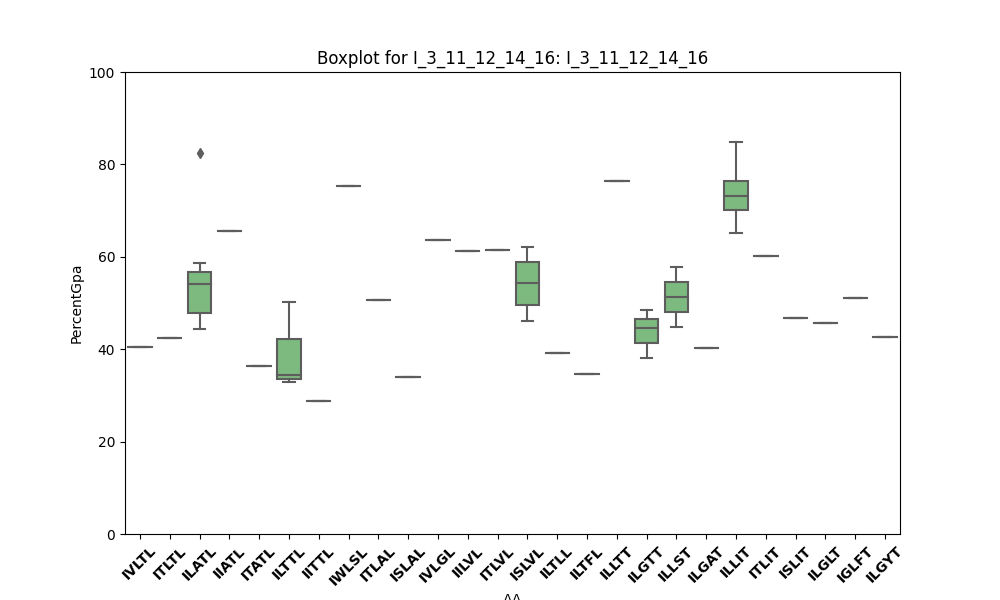 Boxplot for I_3_11_12_14_16: I_3_11_12_14_16
PercentGpa
100
80
60
40
20
0
IVLTL
ITLTL
ILATL
IIATL
ITATL
ILTTL
IITTL
IWLSL
ITLAL
ISLAL
IVLGL
IILVL
ITLVL
ISLVL
ILTLL
ILTFL
ILLTT
ILGTT
ILLST
ILGAT
ILLIT
ITLIT
ISLIT
ILGLT
IGLFT
ILGYT
AA